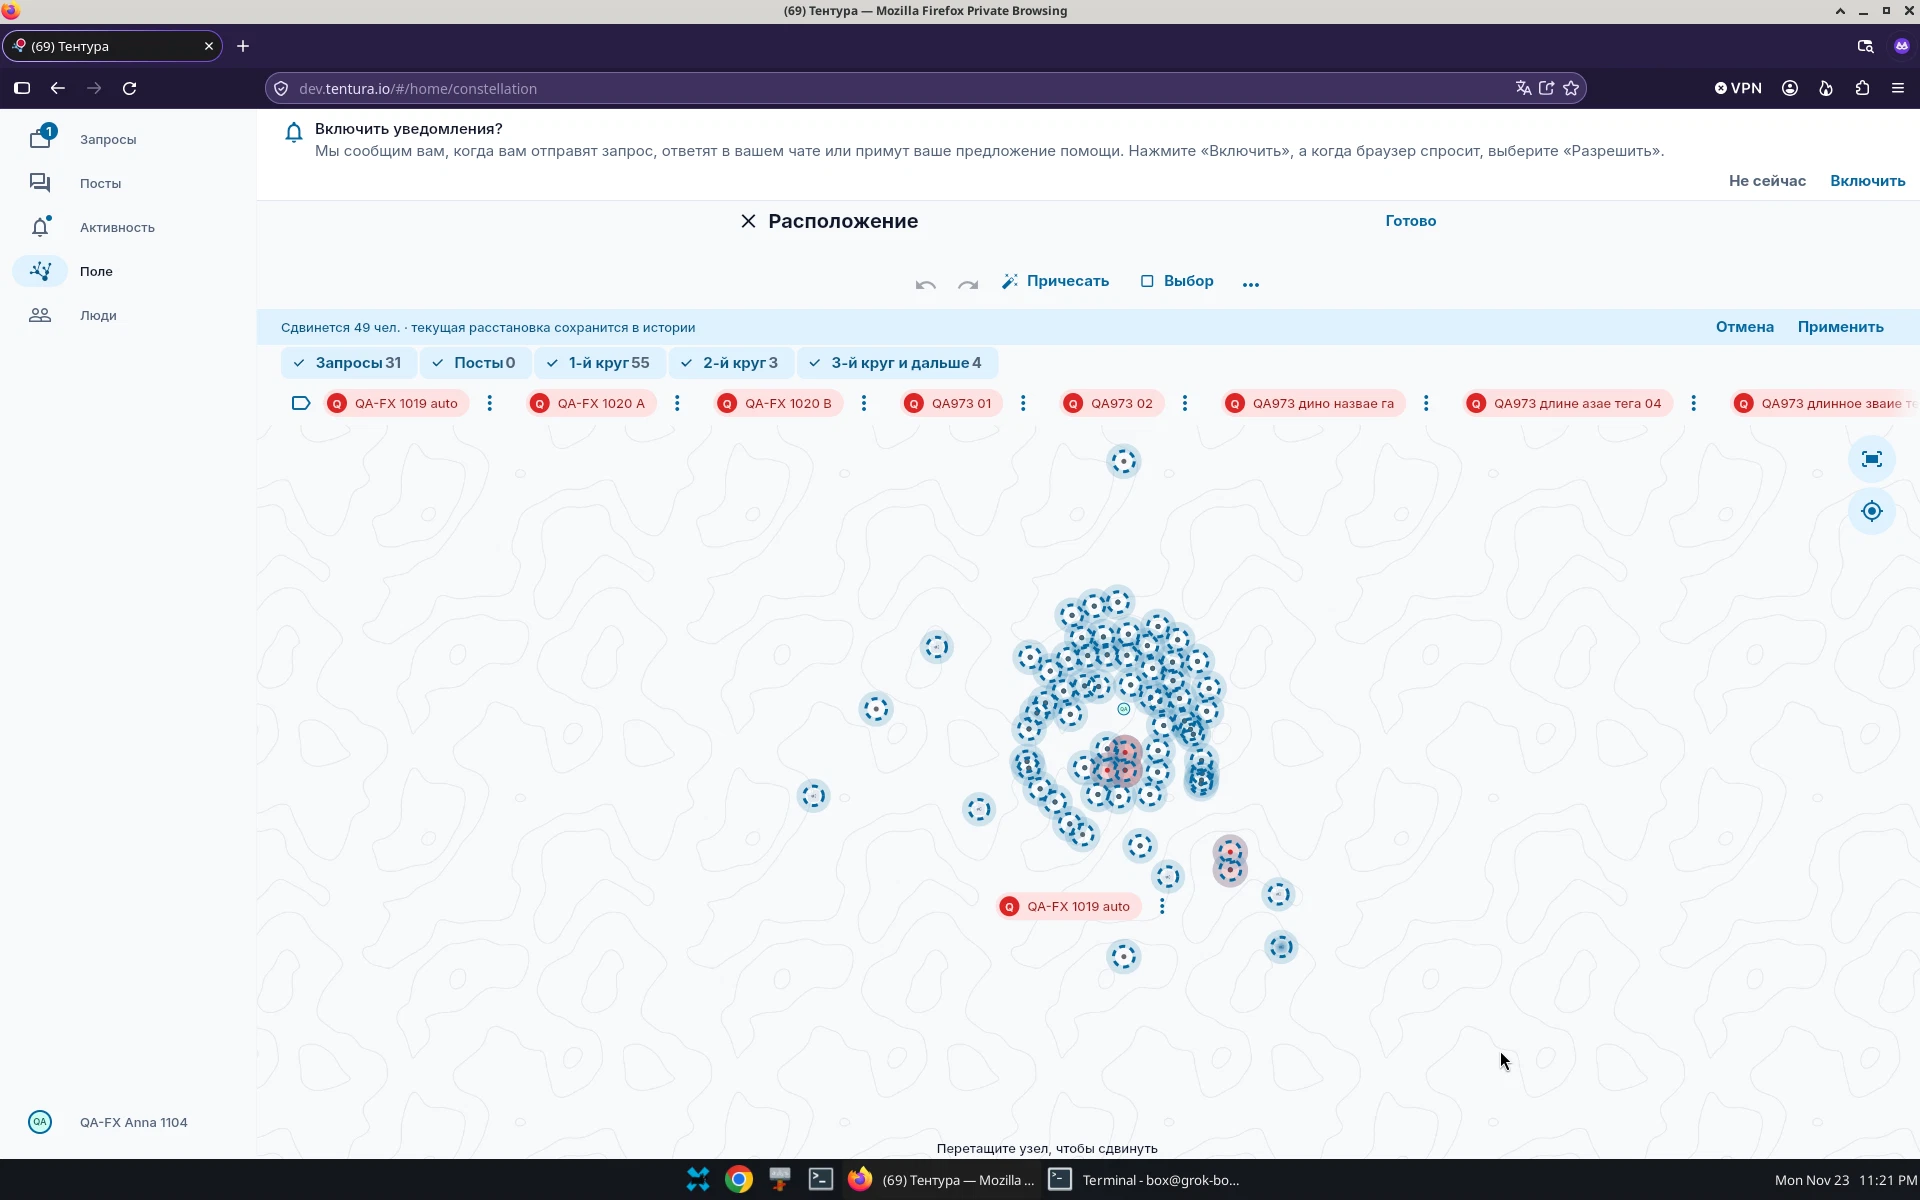 (69) Тентура — Mozilla Firefox Private Browsing
(69) Тентура
dev.tentura.io/#/home/constellation
VPN
1
Запросы
Посты
Активность
Поле
Люди
QA
QA-FX Anna 1104
Включить уведомления?
Мы сообщим вам, когда вам отправят запрос, ответят в вашем чате или примут ваше предложение помощи. Нажмите «Включить», а когда браузер спросит, выберите «Разрешить».
Не сейчас
Включить
Расположение
Готово
Причесать
Выбор
Сдвинется 49 чел. · текущая расстановка сохранится в истории
Отмена
Применить
Запросы 31
Посты 0
1-й круг 55
2-й круг 3
3-й круг и дальше 4
Q QA-FX 1019 auto
Q QA-FX 1020 A
Q QA-FX 1020 B
Q QA973 01
Q QA973 02
Q QA973 дино назвае га
Q QA973 длине азае тега 04
Q QA973 длинное зваие те
QA
Q QA-FX 1019 auto
Перетащите узел, чтобы сдвинуть
(69) Тентура — Mozilla ...
Terminal - box@grok-bo...
Mon Nov 23 11:21 PM